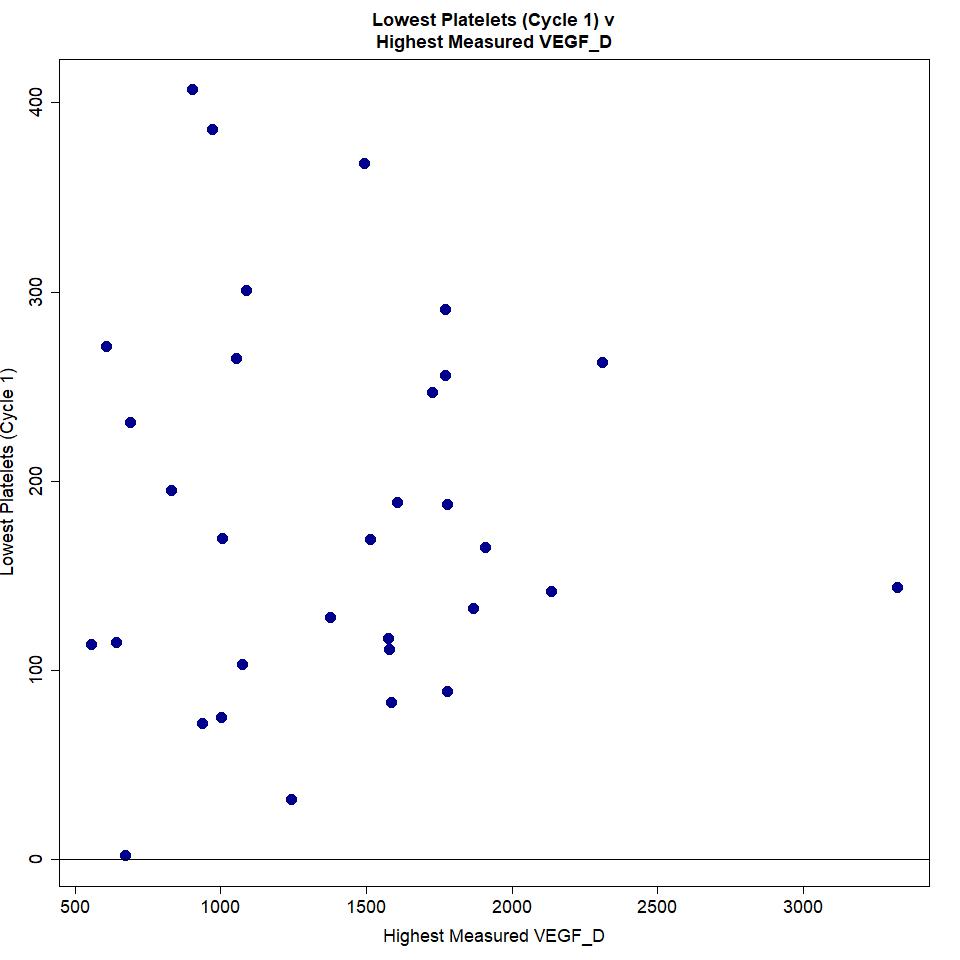 Lowest Platelets (Cycle 1) v
Highest Measured VEGF_D
Lowest Platelets (Cycle 1)
400
300
200
100
0
500 1000 1500 2000 2500 3000
Highest Measured VEGF_D